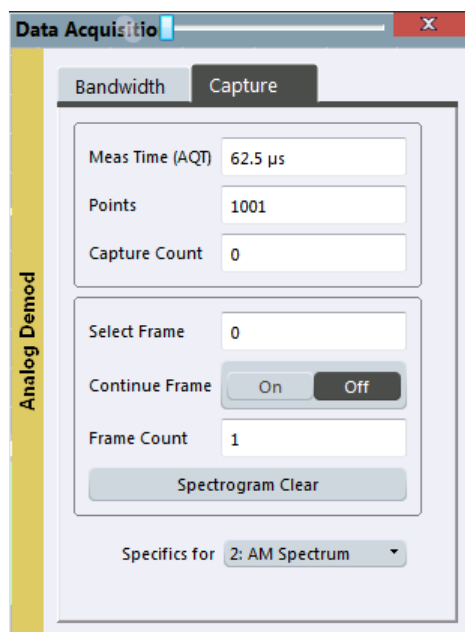 Data Acquisitio
X
Analog Demod
Bandwidth Capture
Meas Time (AQT) 62.5 µs
Points 1001
Capture Count 0
Select Frame 0
Continue Frame On Off
Frame Count 1
Spectrogram Clear
Specifics for 2: AM Spectrum